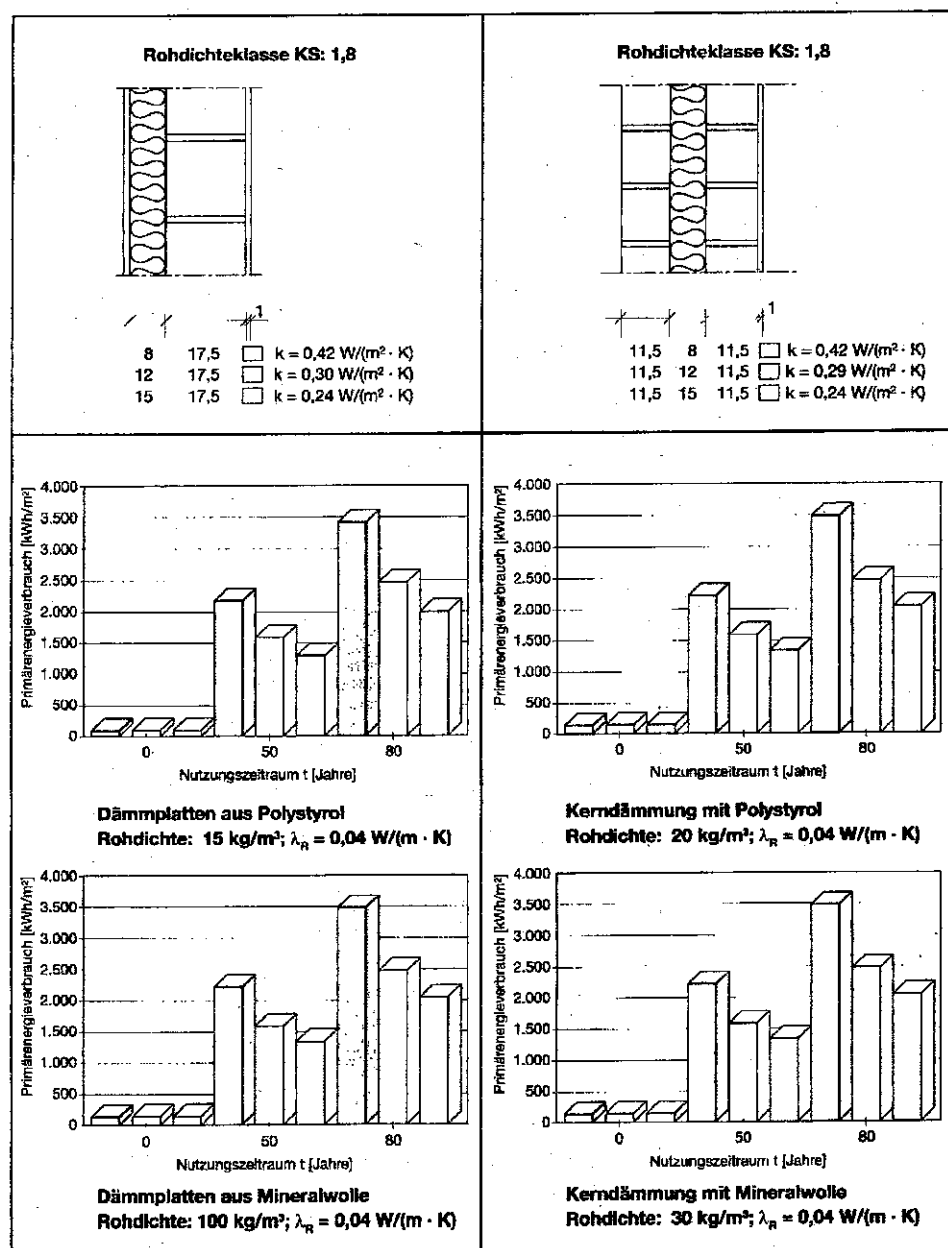 Rohdichteklasse KS: 1,8
1
8 17,5 k = 0,42 W/(m² · K)
12 17,5 k = 0,30 W/(m² · K)
15 17,5 k = 0,24 W/(m² · K)
Rohdichteklasse KS: 1,8
1
11,5 8 11,5 k = 0,42 W/(m² · K)
11,5 12 11,5 k = 0,29 W/(m² · K)
11,5 15 11,5 k = 0,24 W/(m² · K)
Primärenergieverbrauch [kWh/m²]
4.000
3.500
3.000
2.500
2.000
1.500
1.000
500
0
0 50 80
Nutzungszeitraum t [Jahre]
Dämmplatten aus Polystyrol
Rohdichte: 15 kg/m³; λR = 0,04 W/(m · K)
Primärenergieverbrauch [kWh/m²]
4.000
3.500
3.000
2.500
2.000
1.500
1.000
500
0
0 50 80
Nutzungszeitraum t [Jahre]
Kerndämmung mit Polystyrol
Rohdichte: 20 kg/m³; λR = 0,04 W/(m · K)
Primärenergieverbrauch [kWh/m²]
4.000
3.500
3.000
2.500
2.000
1.500
1.000
500
0
0 50 80
Nutzungszeitraum t [Jahre]
Dämmplatten aus Mineralwolle
Rohdichte: 100 kg/m³; λR = 0,04 W/(m · K)
Primärenergieverbrauch [kWh/m²]
4.000
3.500
3.000
2.500
2.000
1.500
1.000
500
0
0 50 80
Nutzungszeitraum t [Jahre]
Kerndämmung mit Mineralwolle
Rohdichte: 30 kg/m³; λR = 0,04 W/(m · K)